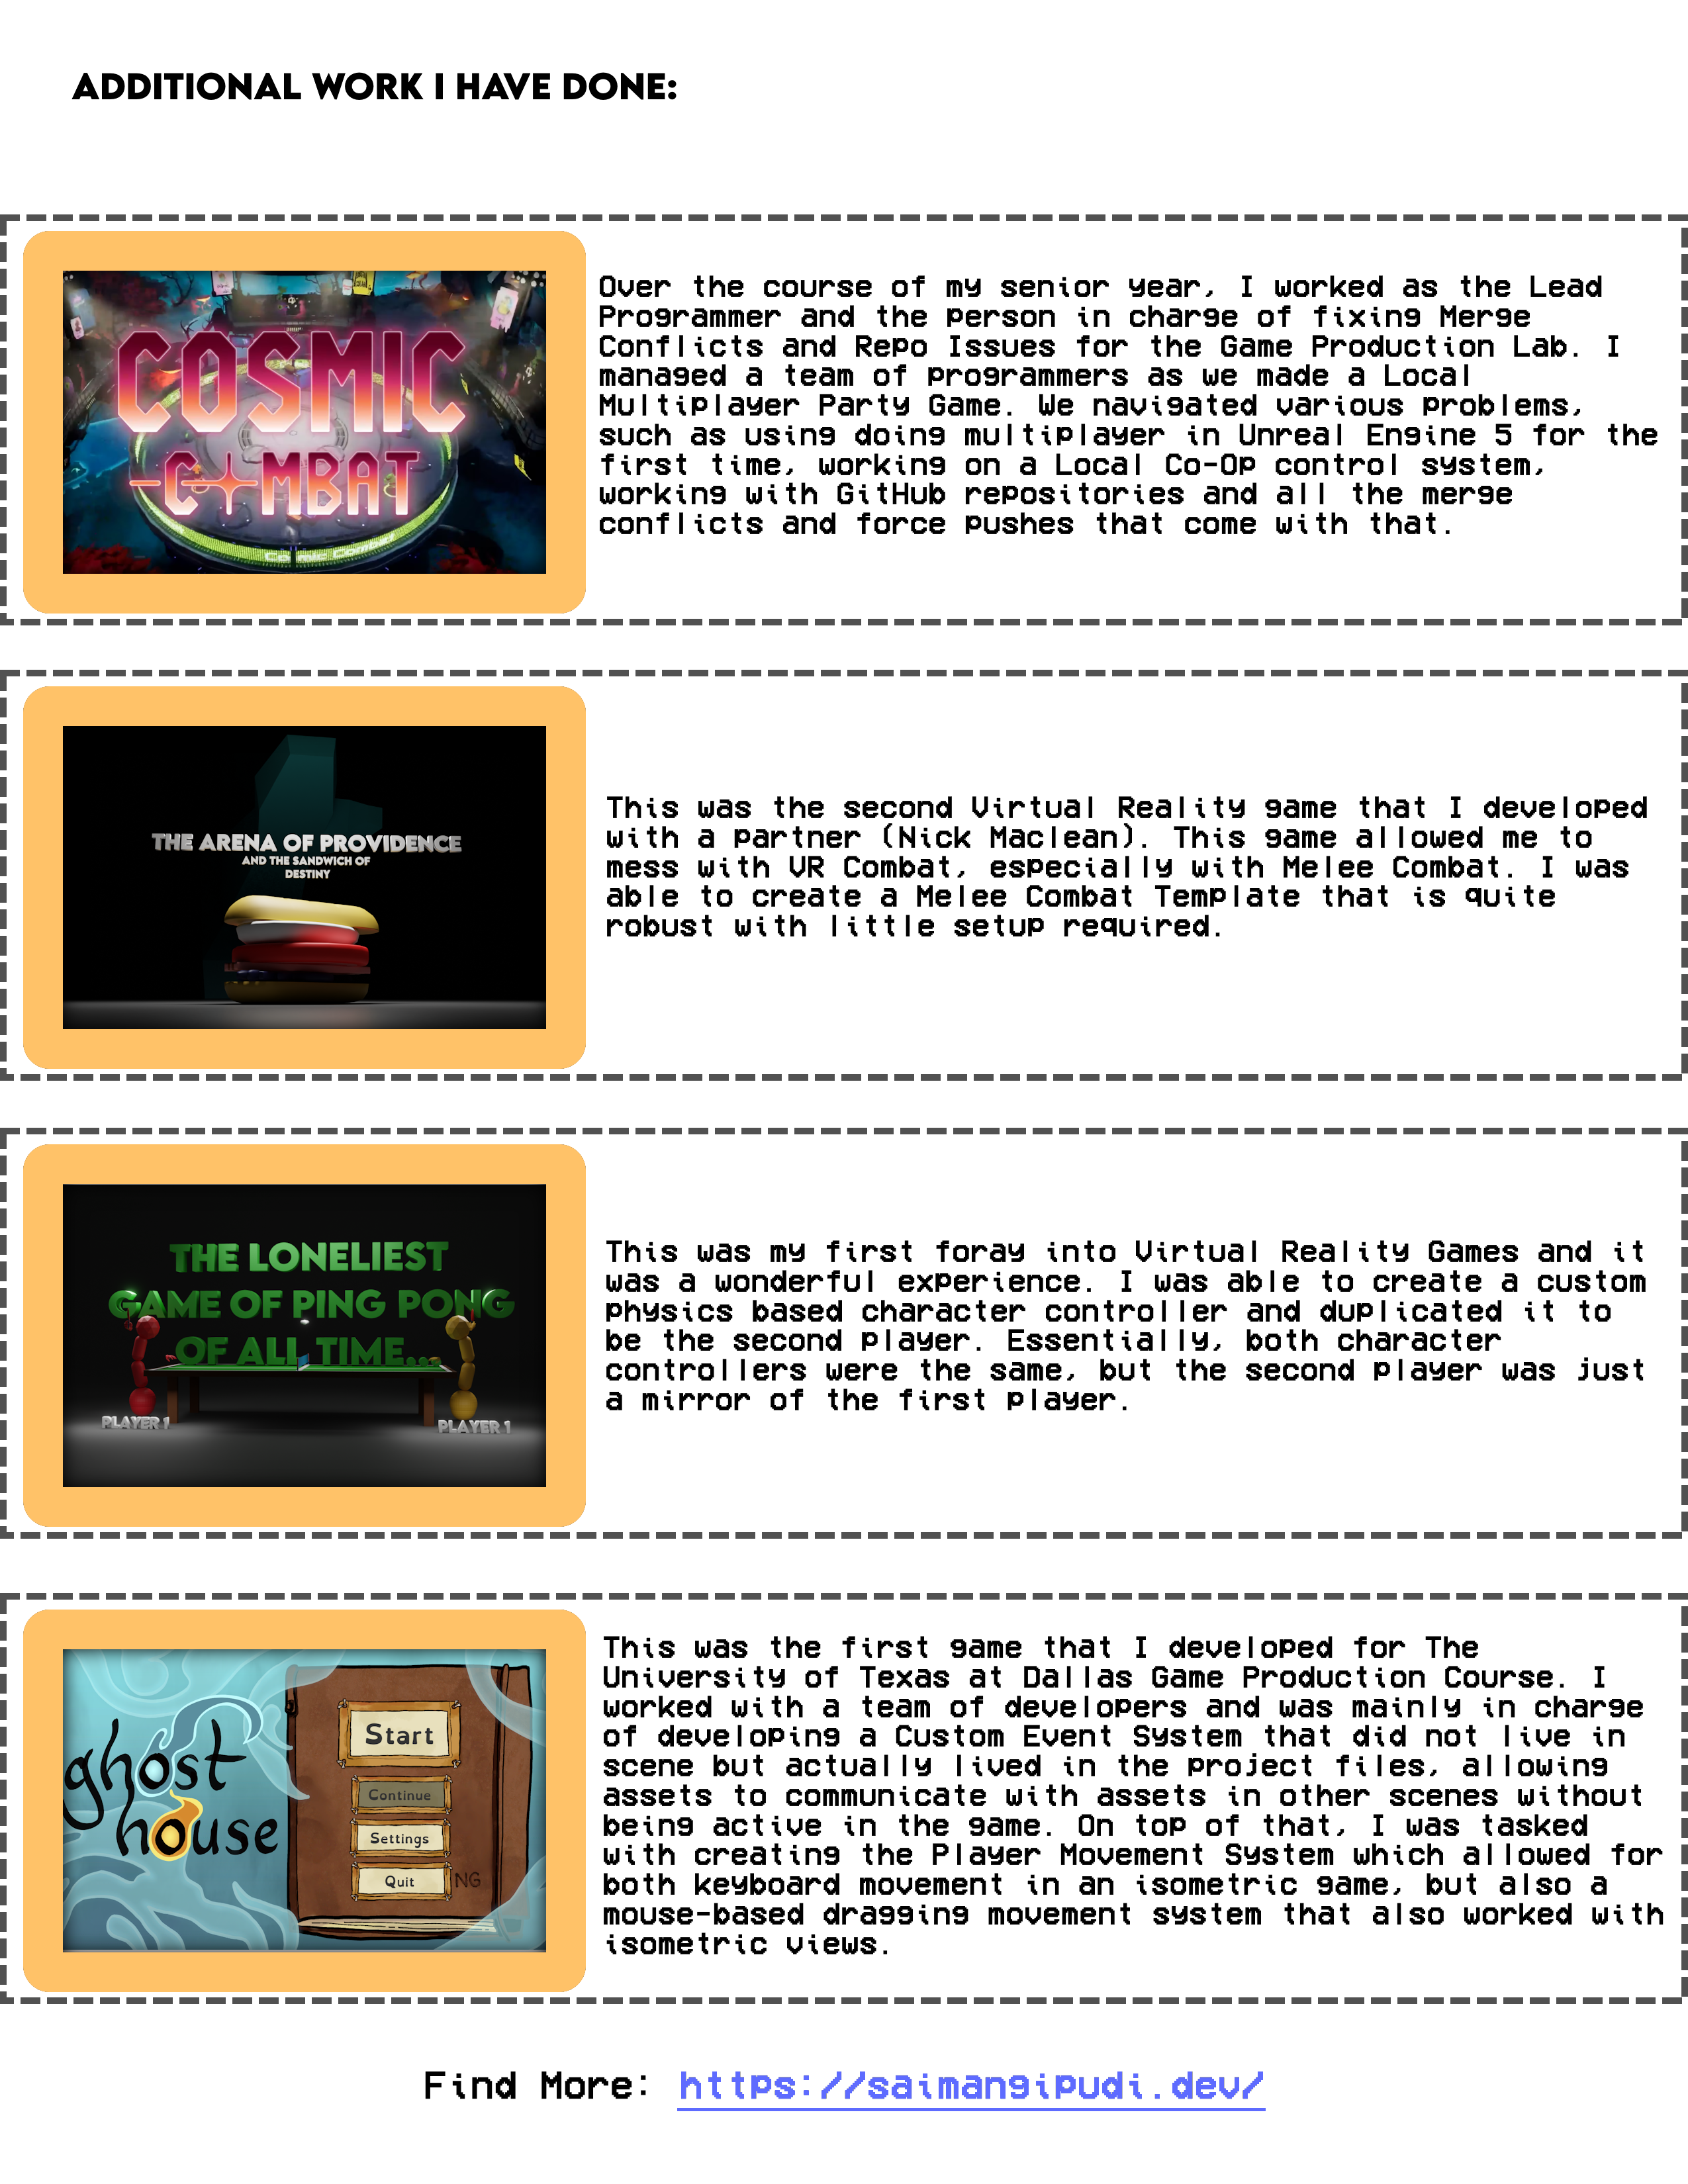 ADDITIONAL WORK I HAVE DONE:
COSMIC
COMBAT
Cosmic Combat
Over the course of my senior year, I worked as the Lead
Programmer and the person in charge of fixing Merge
Conflicts and Repo Issues for the Game Production Lab. I
managed a team of programmers as we made a Local
Multiplayer Party Game. We navigated various problems,
such as using doing multiplayer in Unreal Engine 5 for the
first time, working on a Local Co-Op control system,
working with GitHub repositories and all the merge
conflicts and force pushes that come with that.
THE ARENA OF PROVIDENCE
AND THE SANDWICH OF
DESTINY
This was the second Virtual Reality game that I developed
with a partner (Nick Maclean). This game allowed me to
mess with VR Combat, especially with Melee Combat. I was
able to create a Melee Combat Template that is quite
robust with little setup required.
THE LONELIEST
GAME OF PING PONG
OF ALL TIME...
PLAYER 1
PLAYER 1
This was my first foray into Virtual Reality Games and it
was a wonderful experience. I was able to create a custom
physics based character controller and duplicated it to
be the second player. Essentially, both character
controllers were the same, but the second player was just
a mirror of the first player.
ghost
house
Start
Continue
Settings
Quit
NG
This was the first game that I developed for The
University of Texas at Dallas Game Production Course. I
worked with a team of developers and was mainly in charge
of developing a Custom Event System that did not live in
scene but actually lived in the project files, allowing
assets to communicate with assets in other scenes without
being active in the game. On top of that, I was tasked
with creating the Player Movement System which allowed for
both keyboard movement in an isometric game, but also a
mouse-based dragging movement system that also worked with
isometric views.
Find More: https://saimangipudi.dev/